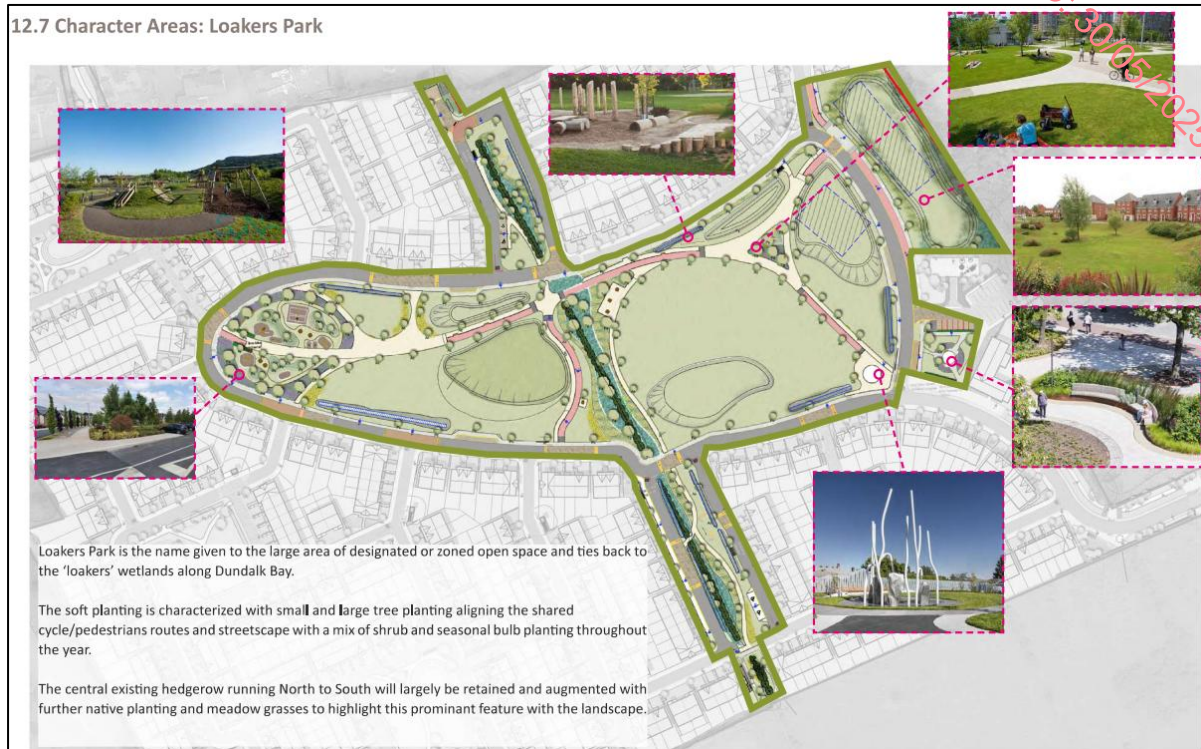 12.7 Character Areas: Loakers Park
30/05/202
Loakers Park is the name given to the large area of designated or zoned open space and ties back to
the ‘loakers’ wetlands along Dundalk Bay.
The soft planting is characterized with small and large tree planting aligning the shared
cycle/pedestrians routes and streetscape with a mix of shrub and seasonal bulb planting throughout
the year.
The central existing hedgerow running North to South will largely be retained and augmented with
further native planting and meadow grasses to highlight this prominant feature with the landscape.